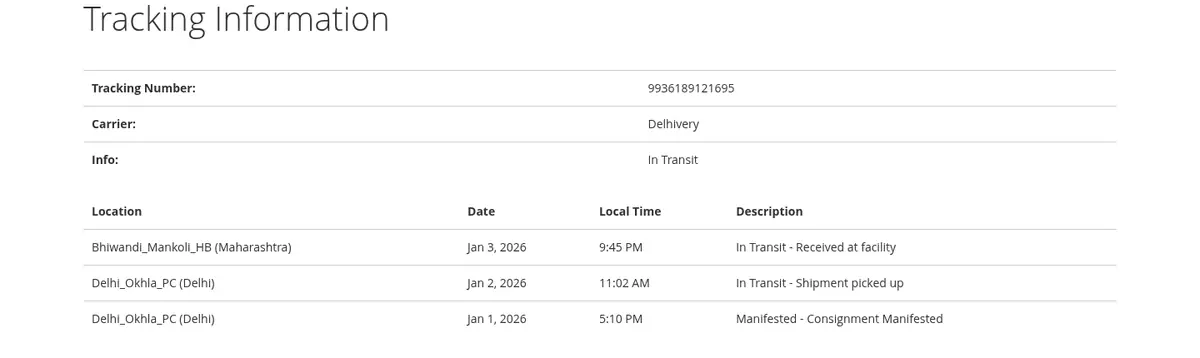 Tracking Information
Tracking Number: 9936189121695
Carrier: Delhivery
Info: In Transit
Location Date Local Time Description
Bhiwandi_Mankoli_HB (Maharashtra) Jan 3, 2026 9:45 PM In Transit - Received at facility
Delhi_Okhla_PC (Delhi) Jan 2, 2026 11:02 AM In Transit - Shipment picked up
Delhi_Okhla_PC (Delhi) Jan 1, 2026 5:10 PM Manifested - Consignment Manifested